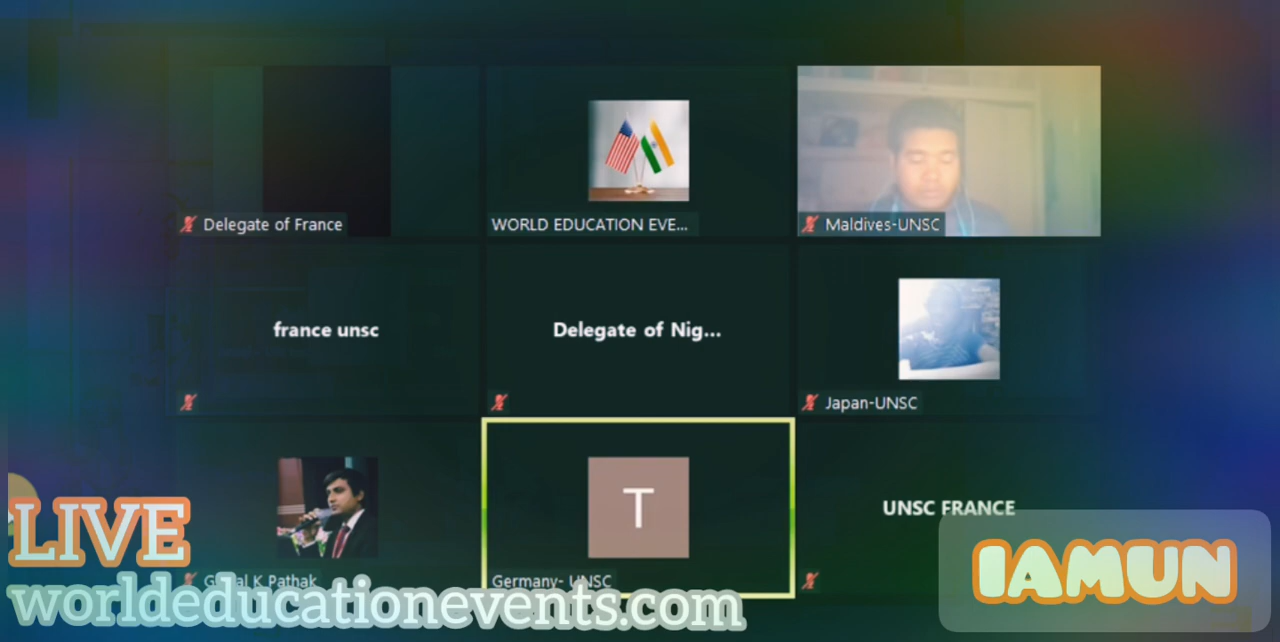 Delegate of France
WORLD EDUCATION EVE...
Maldives-UNSC
france unsc
Delegate of Nig...
Japan-UNSC
K Pathak
T
Germany- UNSC
UNSC FRANCE
LIVE
worldeducationevents.com
IAMUN